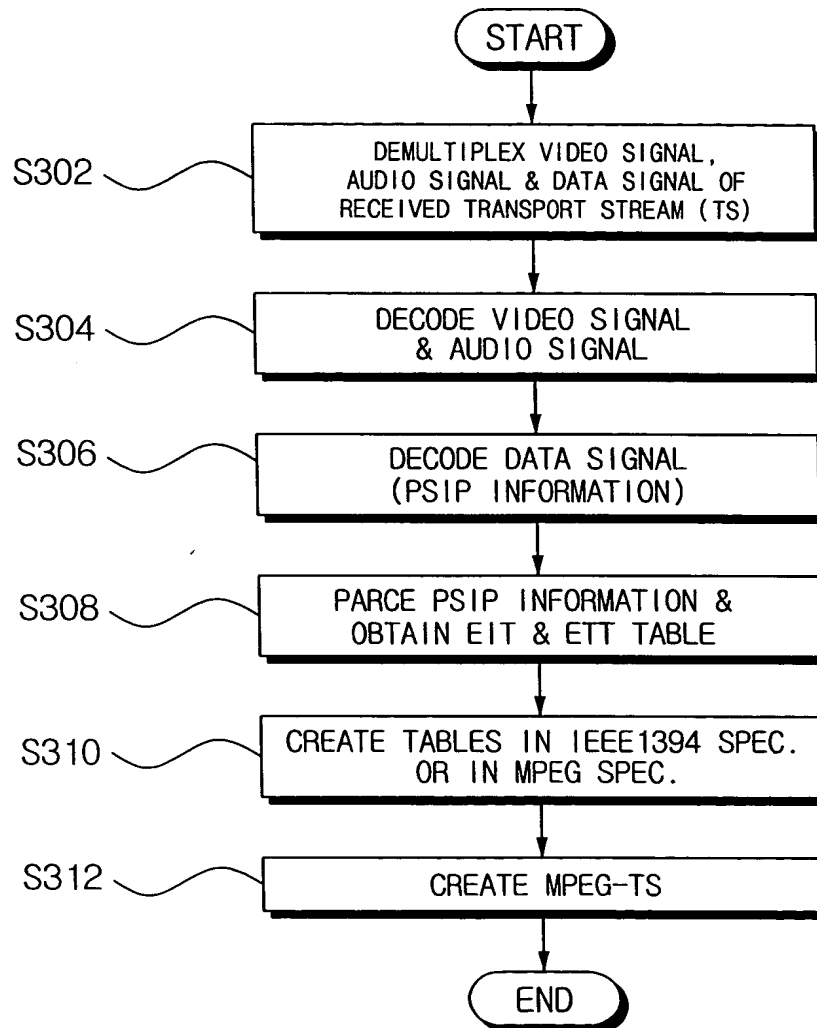 START
S302
DEMULTIPLEX VIDEO SIGNAL,
AUDIO SIGNAL & DATA SIGNAL OF
RECEIVED TRANSPORT STREAM (TS)
S304
DECODE VIDEO SIGNAL
& AUDIO SIGNAL
S306
DECODE DATA SIGNAL
(PSIP INFORMATION)
S308
PARCE PSIP INFORMATION &
OBTAIN EIT & ETT TABLE
S310
CREATE TABLES IN IEEE1394 SPEC.
OR IN MPEG SPEC.
S312
CREATE MPEG-TS
END